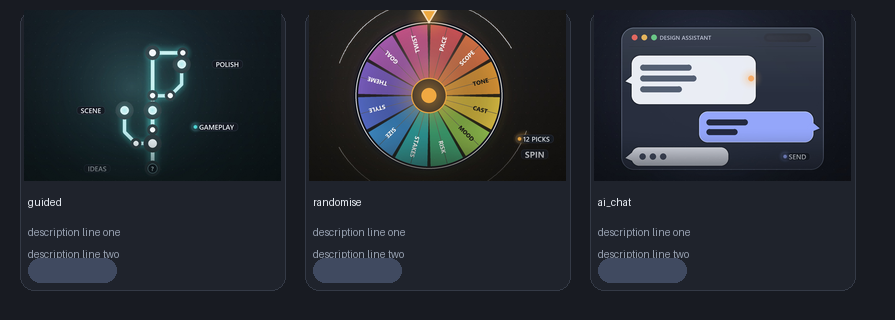 POLISH
SCENE
GAMEPLAY
IDEAS
?
guided
description line one
description line two
PACE
SCOPE
TONE
CAST
MOOD
RISK
STAKES
SIZE
STYLE
THEME
GOAL
TWIST
12 PICKS
SPIN
randomise
description line one
description line two
DESIGN ASSISTANT
SEND
ai_chat
description line one
description line two